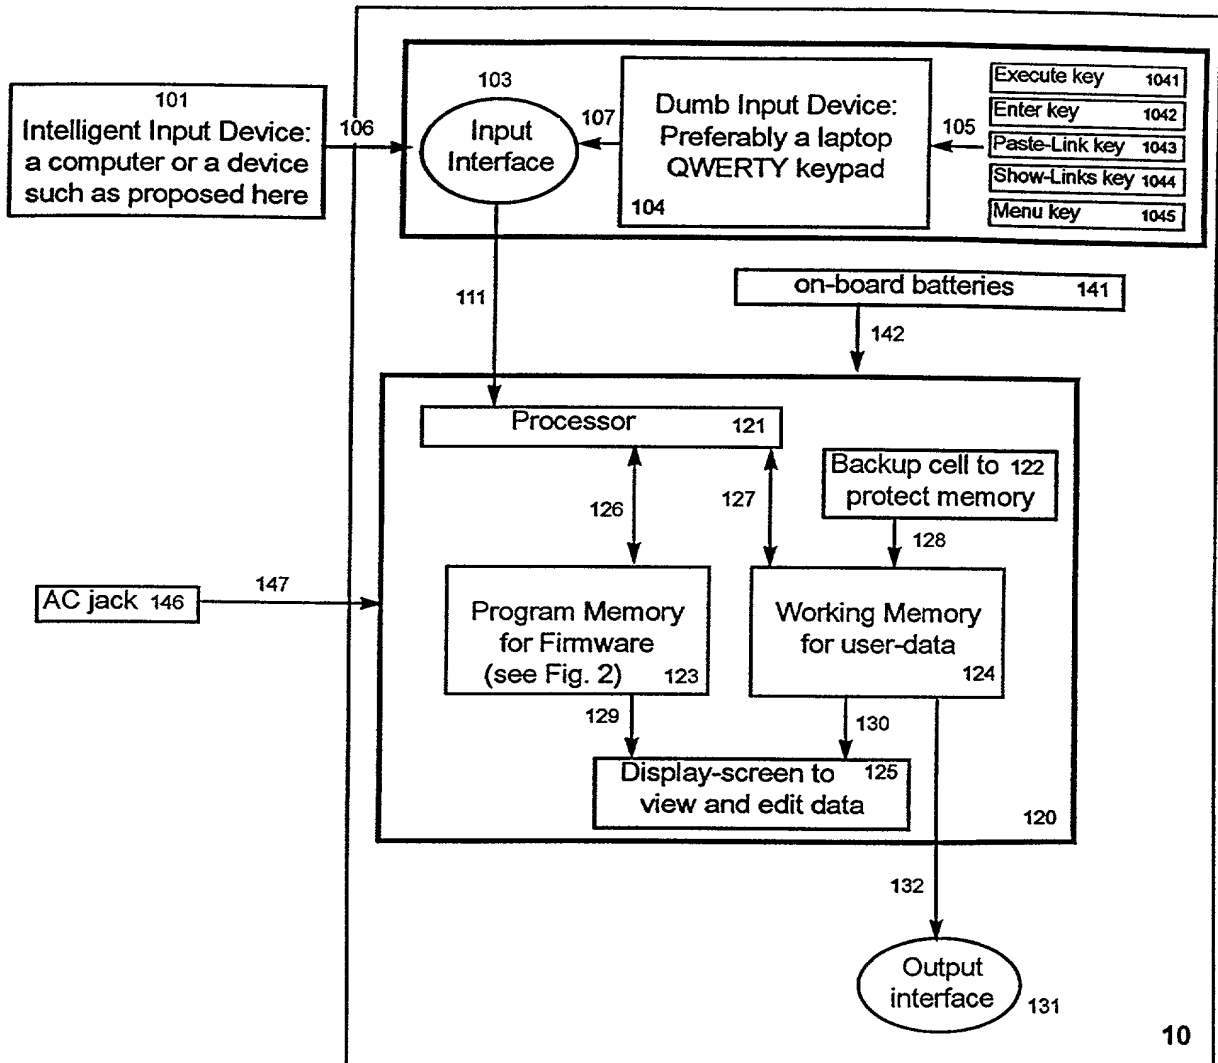 101
Intelligent Input Device:
a computer or a device
such as proposed here
106
103
Input
Interface
107
Dumb Input Device:
Preferably a laptop
QWERTY keypad
104
105
Execute key 1041
Enter key 1042
Paste-Link key 1043
Show-Links key 1044
Menu key 1045
111
on-board batteries 141
142
Processor 121
126
127
Backup cell to 122
protect memory
128
AC jack 146
147
Program Memory
for Firmware
(see Fig. 2) 123
Working Memory
for user-data
124
129
130
Display-screen to 125
view and edit data
120
132
Output
interface
131
10